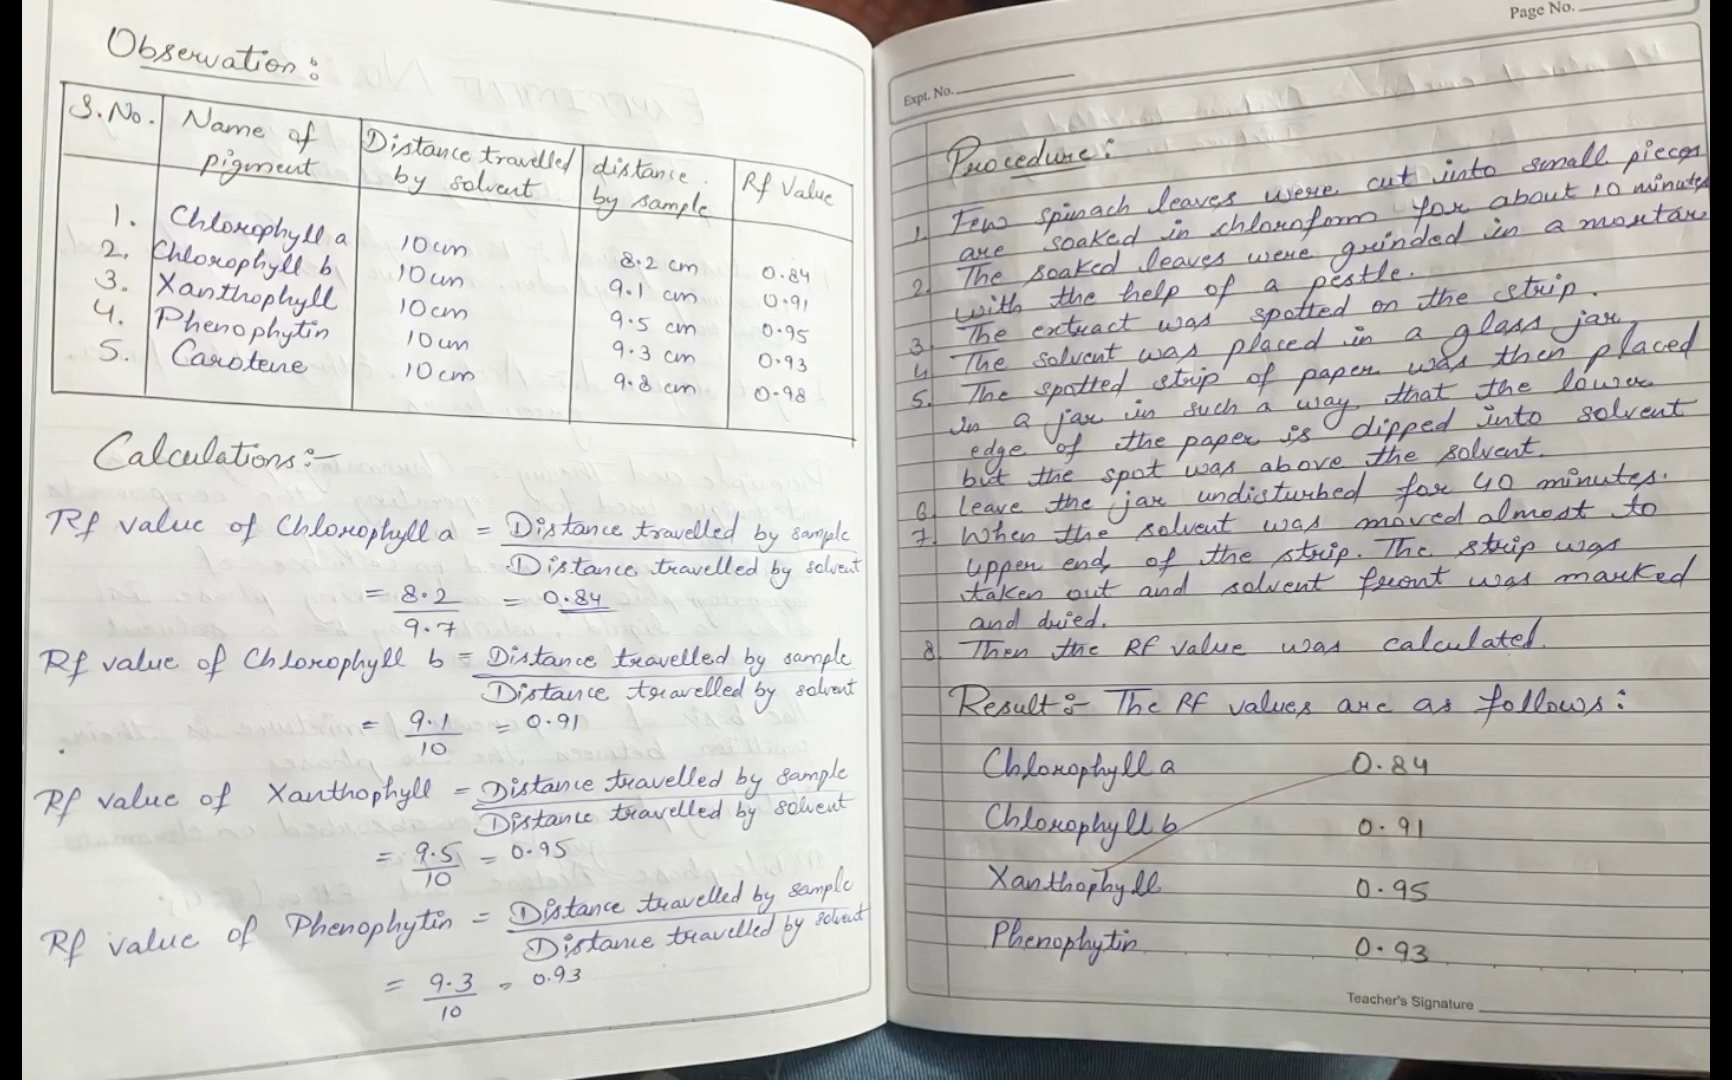 Observation :
S. No. Name of pigment Distance travelled by solvent distance by sample Rf Value
1. Chlorophyll a 10 cm 8.2 cm 0.84
2. Chlorophyll b 10 cm 9.1 cm 0.91
3. Xanthophyll 10 cm 9.5 cm 0.95
4. Phenophytin 10 cm 9.3 cm 0.93
5. Carotene 10 cm 9.8 cm 0.98
Calculations :-
Rf value of Chlorophyll a = Distance travelled by sample
Distance travelled by solvent
= 8.2 = 0.84
9.7
Rf value of Chlorophyll b = Distance travelled by sample
Distance travelled by solvent
= 9.1 = 0.91
10
Rf value of Xanthophyll = Distance travelled by sample
Distance travelled by solvent
= 9.5 = 0.95
10
Rf value of Phenophytin = Distance travelled by sample
Distance travelled by solvent
= 9.3 = 0.93
10
Page No.
Expt. No.
Procedure :
1. Few spinach leaves were cut into small pieces
are soaked in chloroform for about 10 minutes
2. The soaked leaves were grinded in a mortar
with the help of a pestle.
3. The extract was spotted on the strip.
4. The solvent was placed in a glass jar
5. The spotted strip of paper was then placed
in a jar in such a way that the lower
edge of the paper is dipped into solvent
but the spot was above the solvent.
6. leave the jar undisturbed for 40 minutes.
7. When the solvent was moved almost to
upper end, of the strip. The strip was
taken out and solvent front was marked
and dried.
8. Then the RF value was calculated.
Result :- The RF values are as follows :
Chlorophyll a 0.84
Chlorophyll b 0.91
Xanthophyll 0.95
Phenophytin 0.93
Teacher's Signature